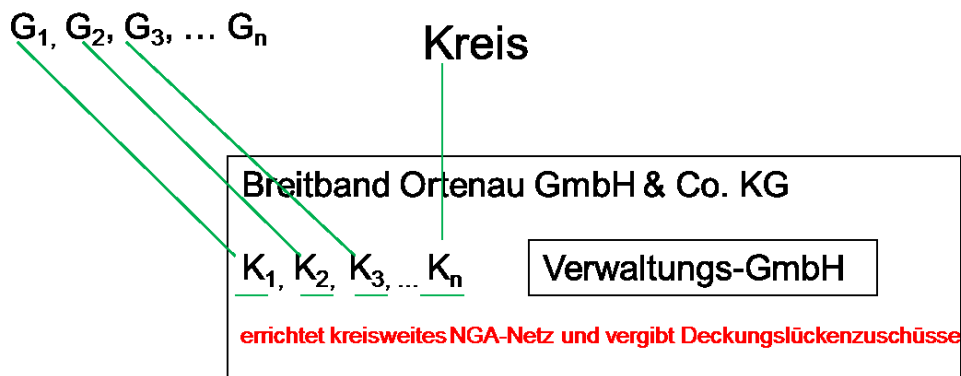 G1, G2, G3, ... Gn
Kreis
Breitband Ortenau GmbH & Co. KG
K1, K2, K3, ... Kn
Verwaltungs-GmbH
errichtet kreisweites NGA-Netz und vergibt Deckungslückenzuschüsse